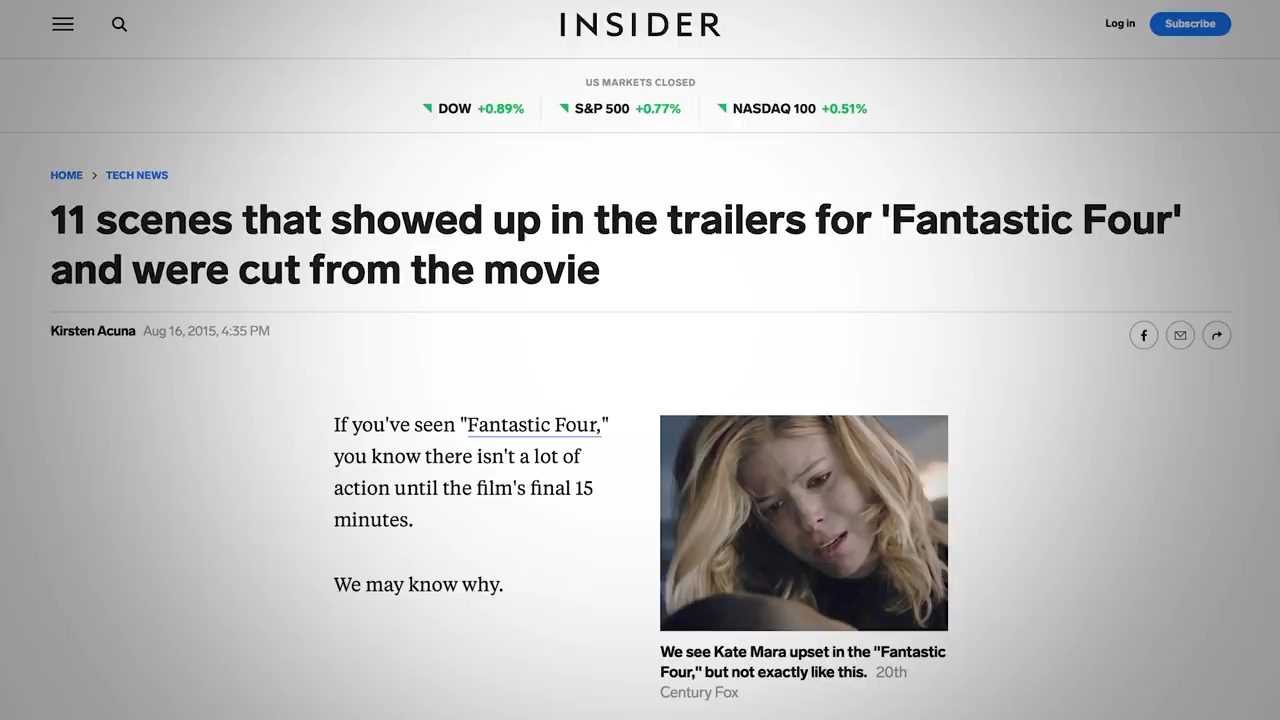 INSIDER
Log in
Subscribe
US MARKETS CLOSED
DOW +0.89%
S&P 500 +0.77%
NASDAQ 100 +0.51%
HOME > TECH NEWS
11 scenes that showed up in the trailers for 'Fantastic Four'
and were cut from the movie
Kirsten Acuna Aug 16, 2015, 4:35 PM
If you've seen "Fantastic Four,"
you know there isn't a lot of
action until the film's final 15
minutes.
We may know why.
We see Kate Mara upset in the "Fantastic
Four," but not exactly like this. 20th
Century Fox